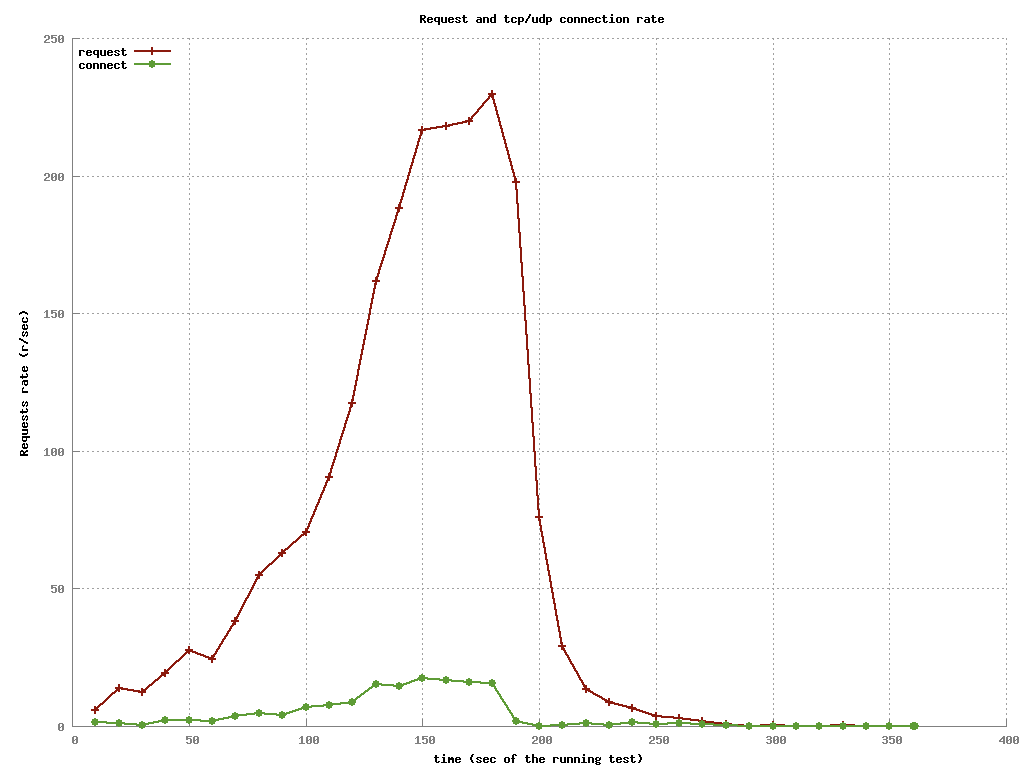 Request and tcp/udp connection rate
250
request
connect
200
150
Requests rate (r/sec)
100
50
0
0 50 100 150 200 250 300 350 400
time (sec of the running test)